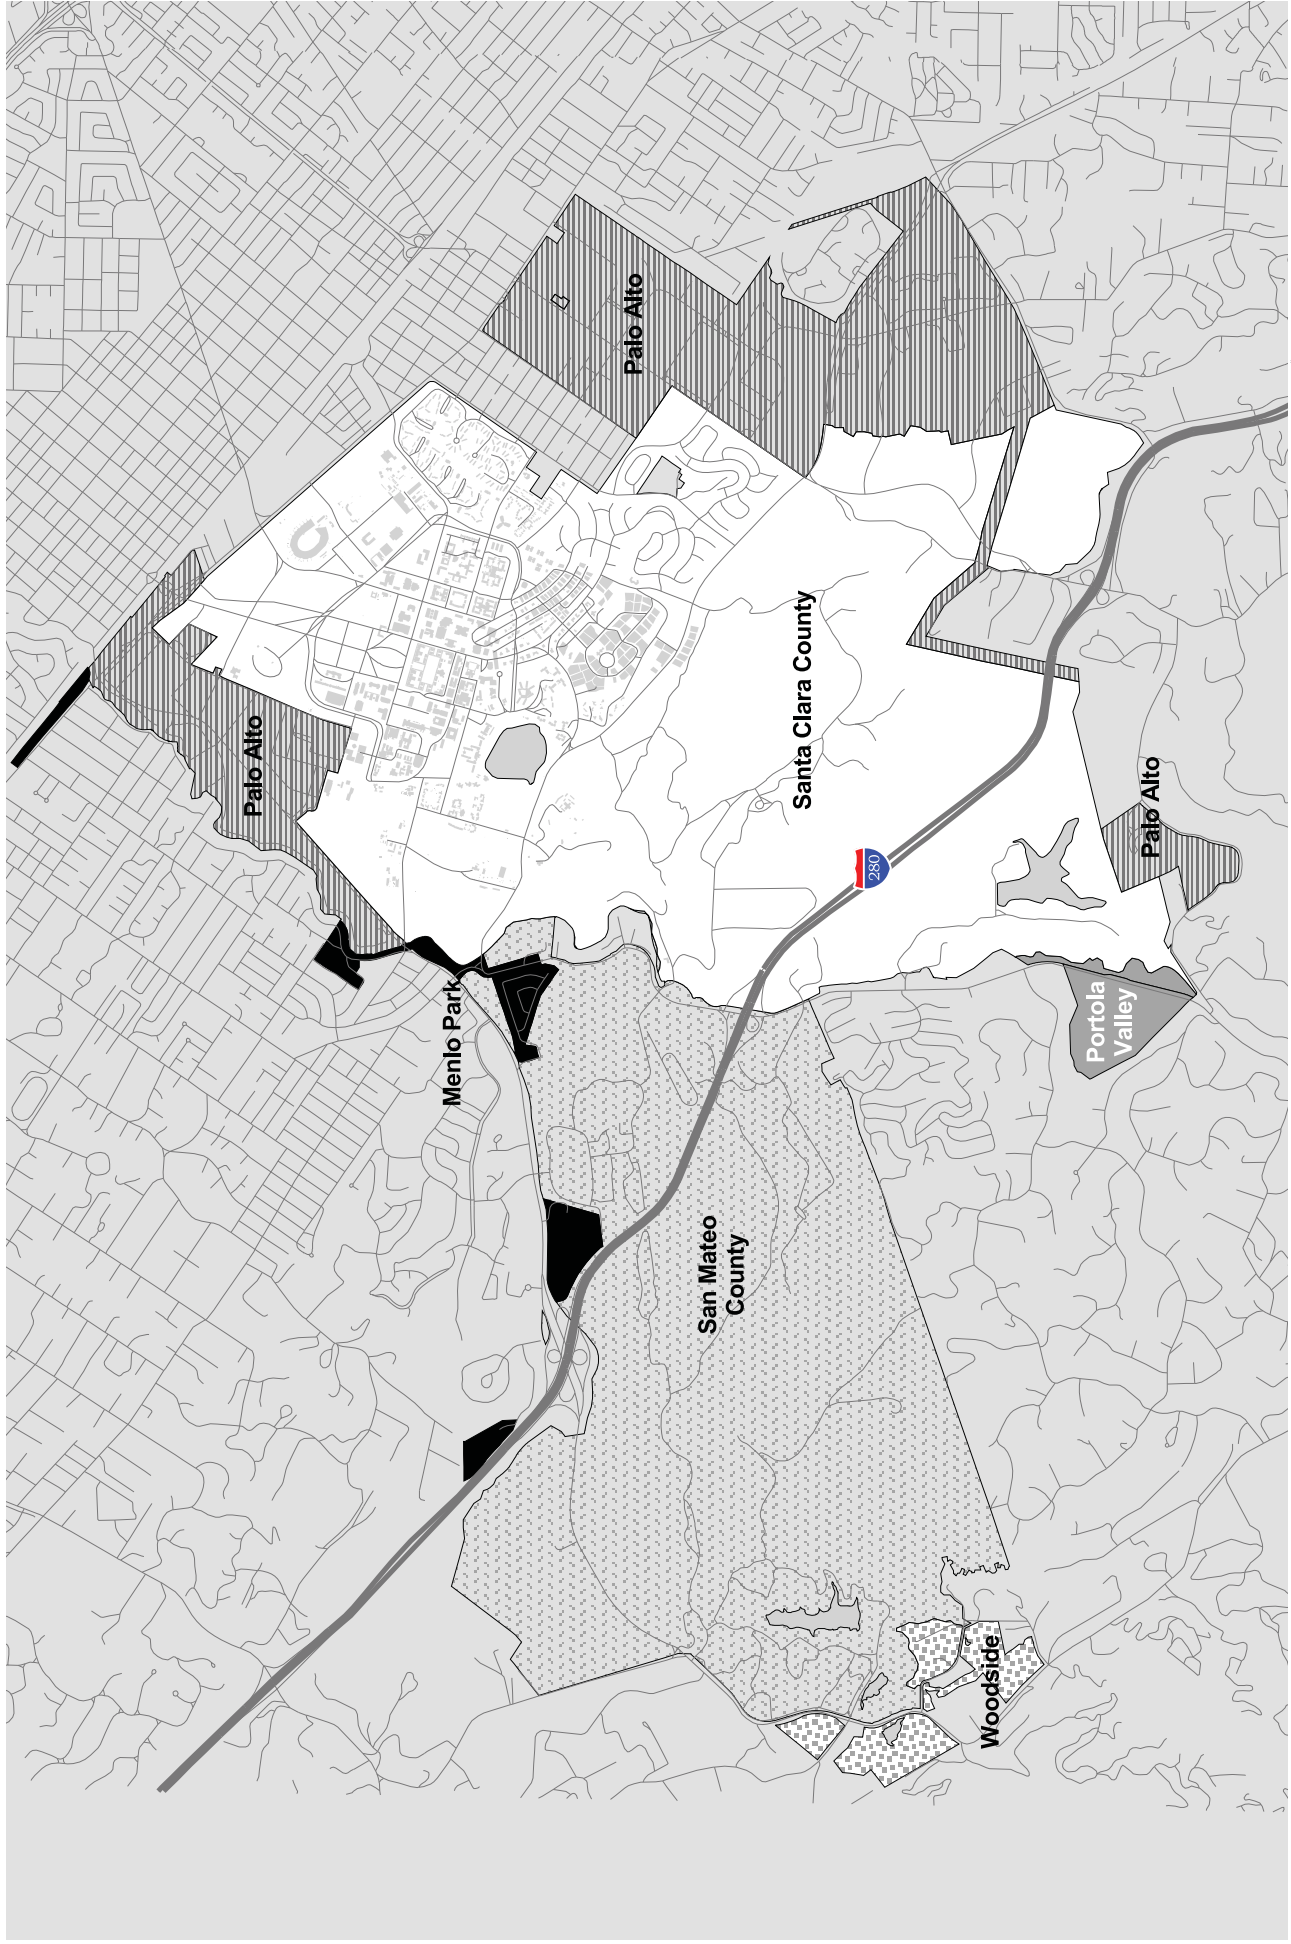 Palo Alto
Palo Alto
Menlo Park
Santa Clara County
280
Palo Alto
Portola
Valley
San Mateo
County
Woodside